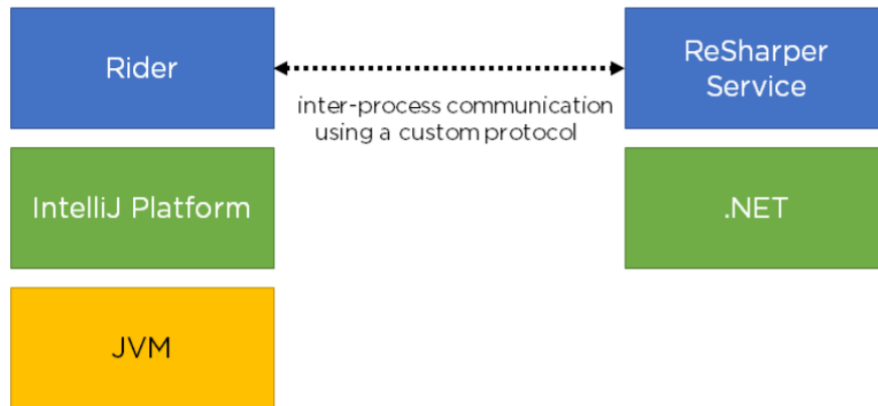 Rider
inter-process communication
using a custom protocol
ReSharper
Service
IntelliJ Platform
.NET
JVM